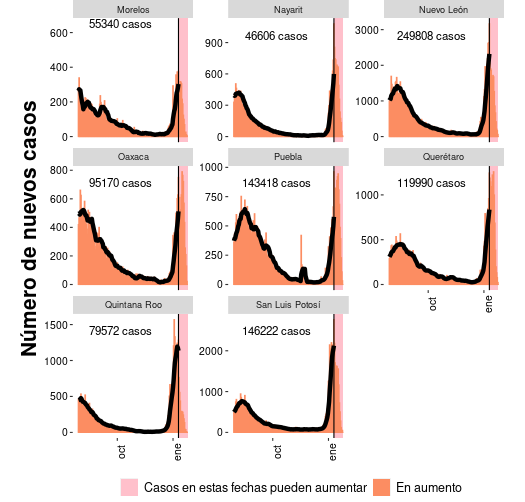 Morelos
Nayarit
Nuevo León
55340 casos
46606 casos
249808 casos
600
400
200
0
900
600
300
0
3000
2000
1000
0
Oaxaca
Puebla
Querétaro
95170 casos
143418 casos
119990 casos
800
600
400
200
0
1000
750
500
250
0
1000
500
0
Quintana Roo
San Luis Potosí
79572 casos
146222 casos
1500
1000
500
0
2000
1000
0
oct
ene
oct
ene
oct
ene
Número de nuevos casos
Casos en estas fechas pueden aumentar
En aumento